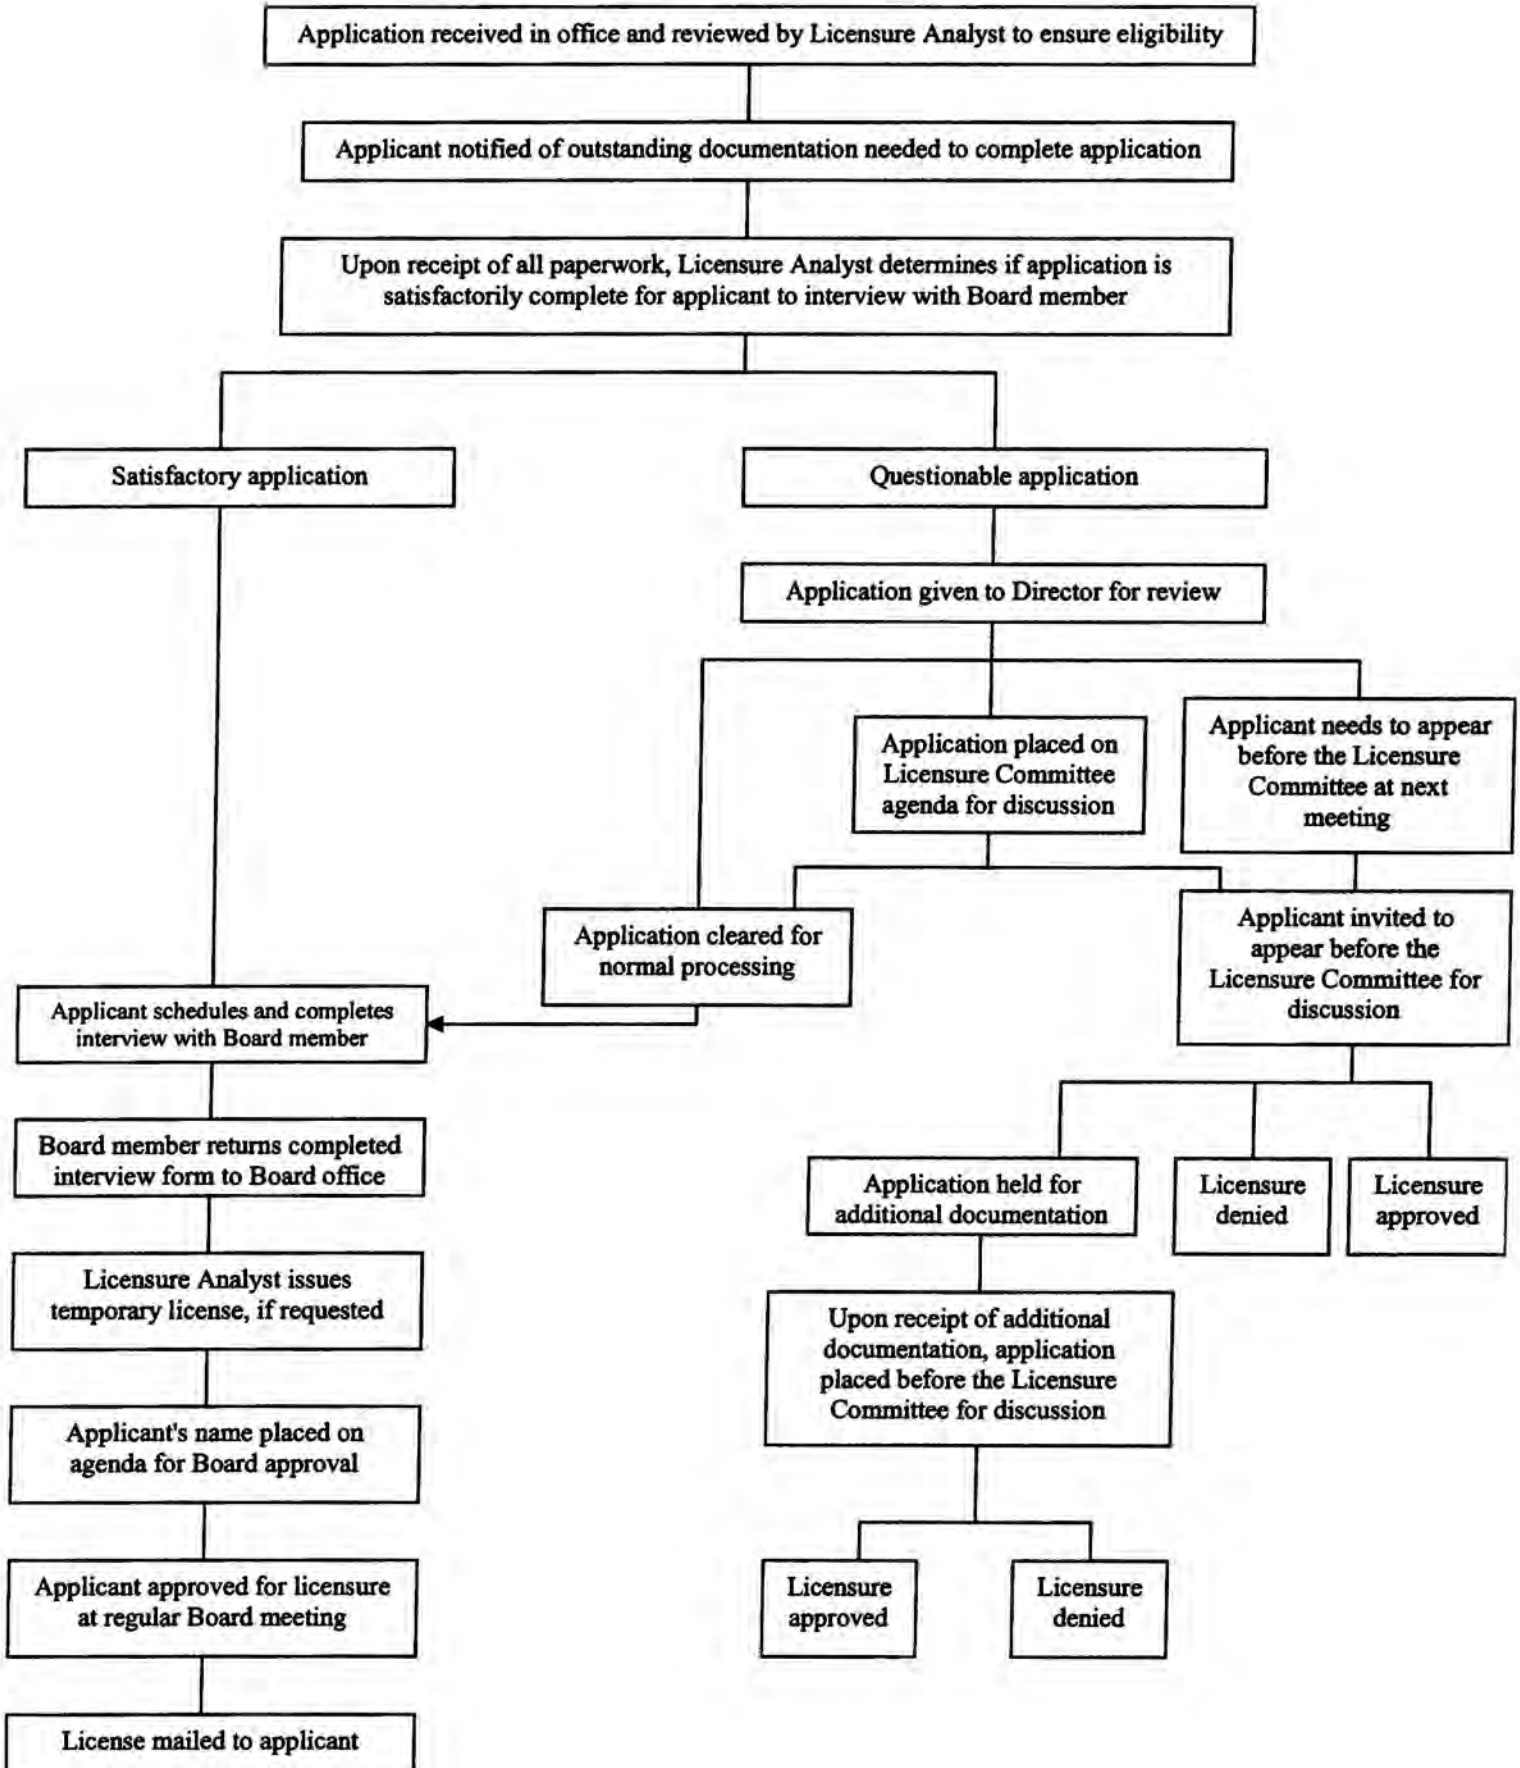 Application received in office and reviewed by Licensure Analyst to ensure eligibility
Applicant notified of outstanding documentation needed to complete application
Upon receipt of all paperwork, Licensure Analyst determines if application is
satisfactorily complete for applicant to interview with Board member
Satisfactory application
Questionable application
Application given to Director for review
Application placed on
Licensure Committee
agenda for discussion
Applicant needs to appear
before the Licensure
Committee at next
meeting
Application cleared for
normal processing
Applicant invited to
appear before the
Licensure Committee for
discussion
Applicant schedules and completes
interview with Board member
Board member returns completed
interview form to Board office
Application held for
additional documentation
Licensure
denied
Licensure
approved
Licensure Analyst issues
temporary license, if requested
Upon receipt of additional
documentation, application
placed before the Licensure
Committee for discussion
Applicant's name placed on
agenda for Board approval
Applicant approved for licensure
at regular Board meeting
Licensure
approved
Licensure
denied
License mailed to applicant